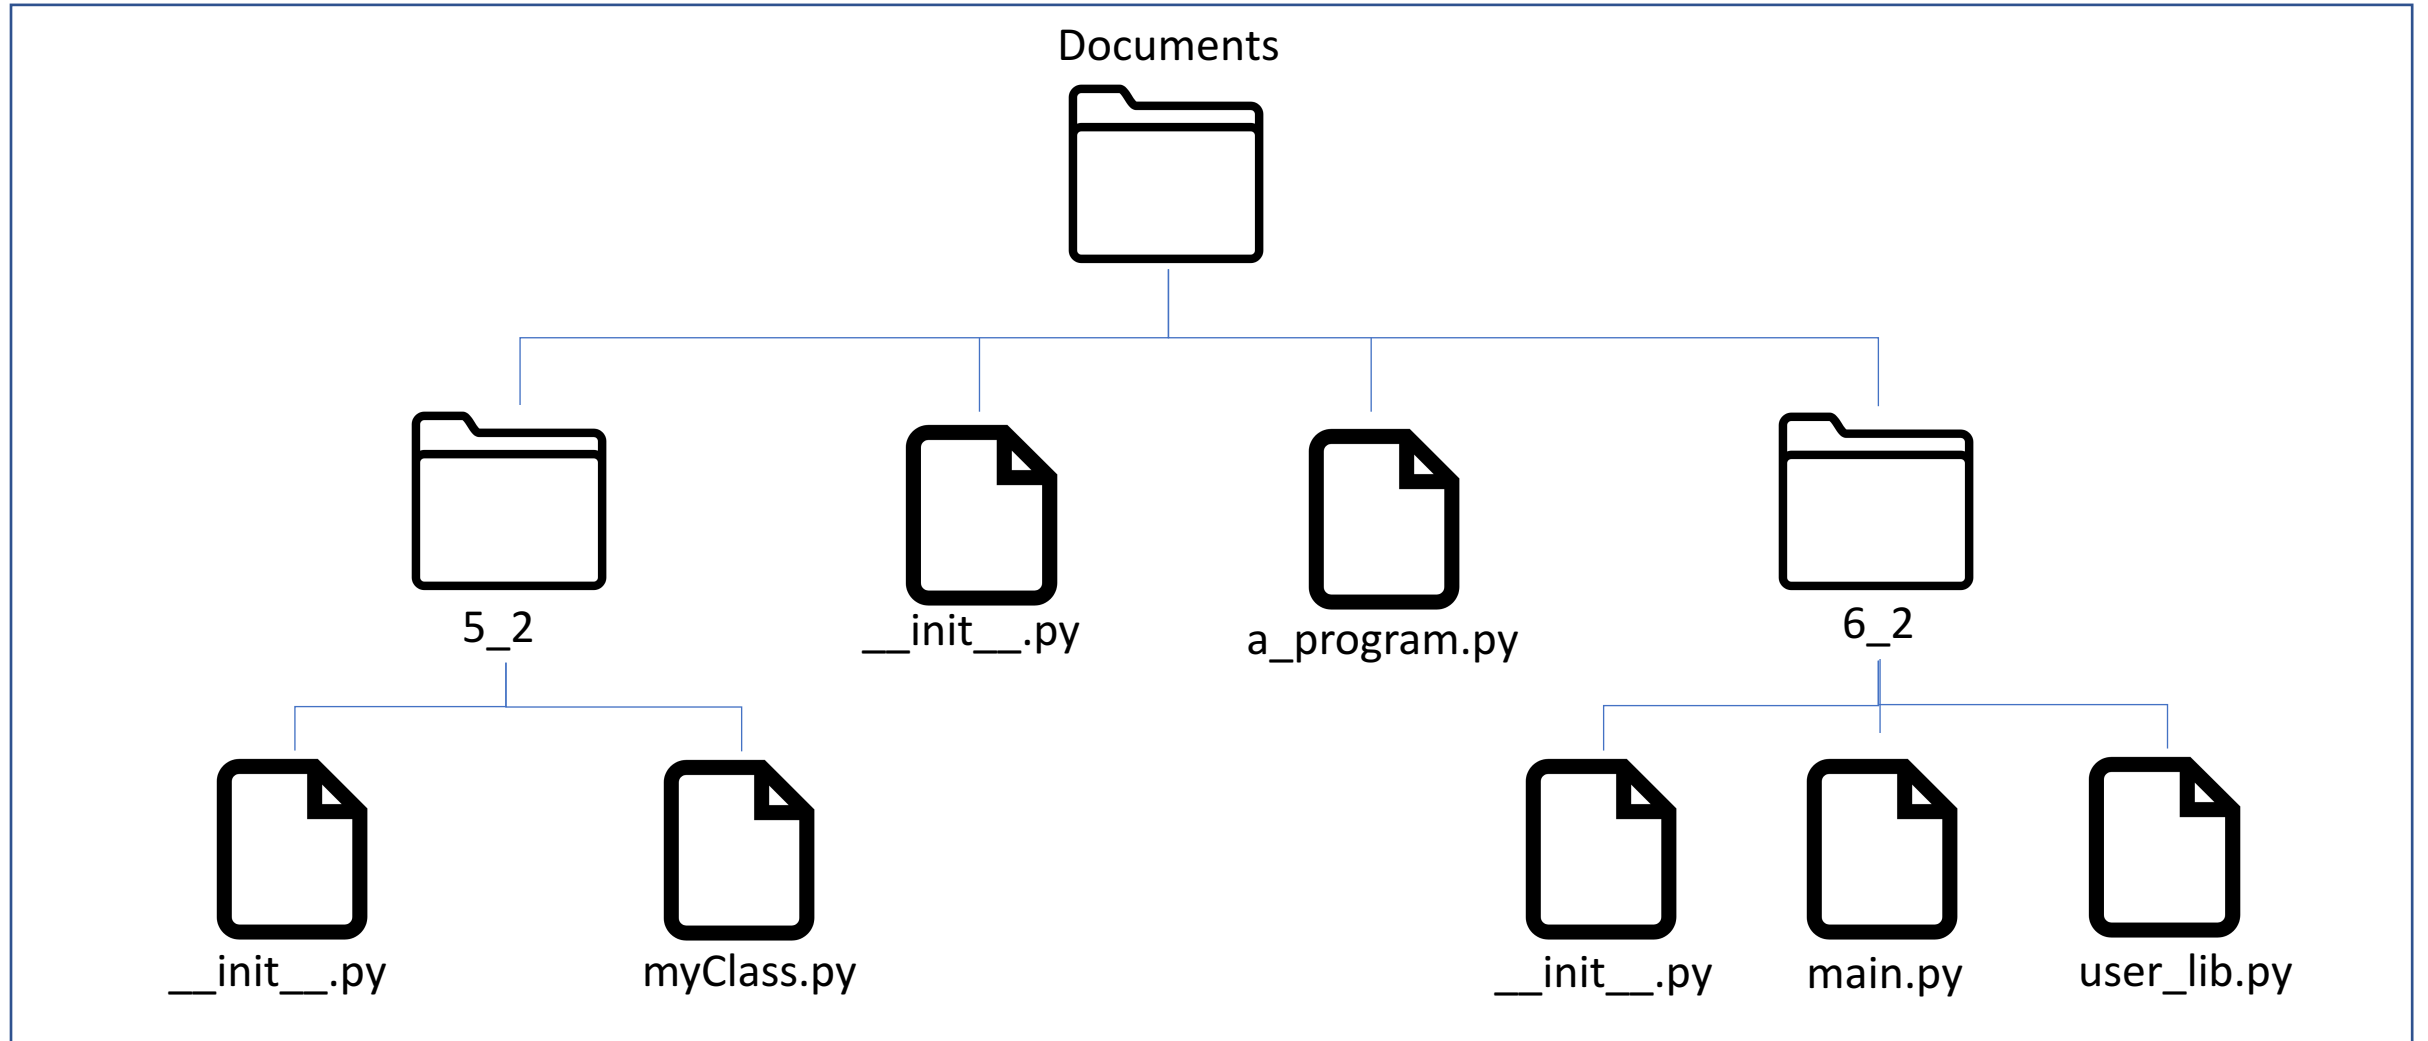 Documents
5_2
__init__.py
a_program.py
6_2
__init__.py
myClass.py
__init__.py
main.py
user_lib.py